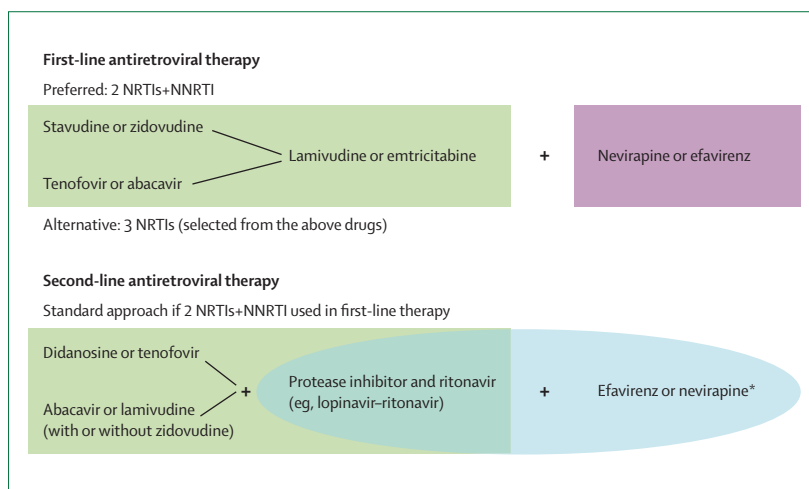 First-line antiretroviral therapy
Preferred: 2 NRTIs+NNRTI
Stavudine or zidovudine
Lamivudine or emtricitabine
+
Nevirapine or efavirenz
Tenofovir or abacavir
Alternative: 3 NRTIs (selected from the above drugs)
Second-line antiretroviral therapy
Standard approach if 2 NRTIs+NNRTI used in first-line therapy
Didanosine or tenofovir
+
Protease inhibitor and ritonavir
(eg, lopinavir–ritonavir)
+
Efavirenz or nevirapine*
Abacavir or lamivudine
(with or without zidovudine)